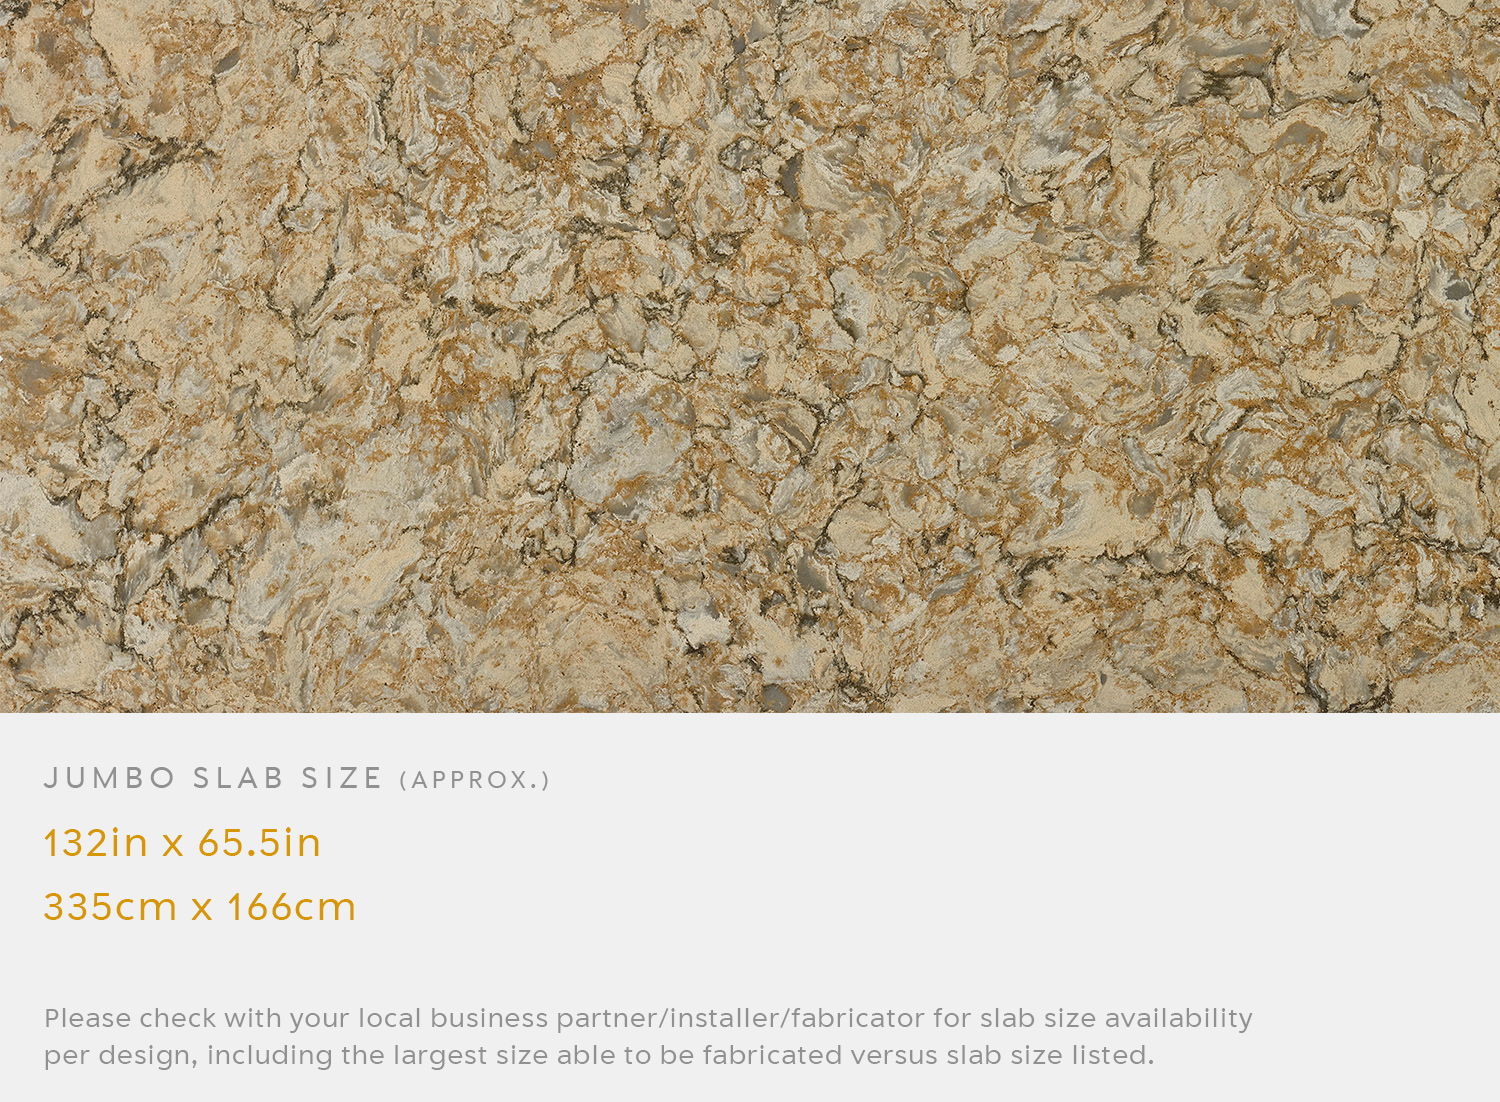 JUMBO SLAB SIZE (APPROX.)
132in x 65.5in
335cm x 166cm
Please check with your local business partner/installer/fabricator for slab size availability
per design, including the largest size able to be fabricated versus slab size listed.